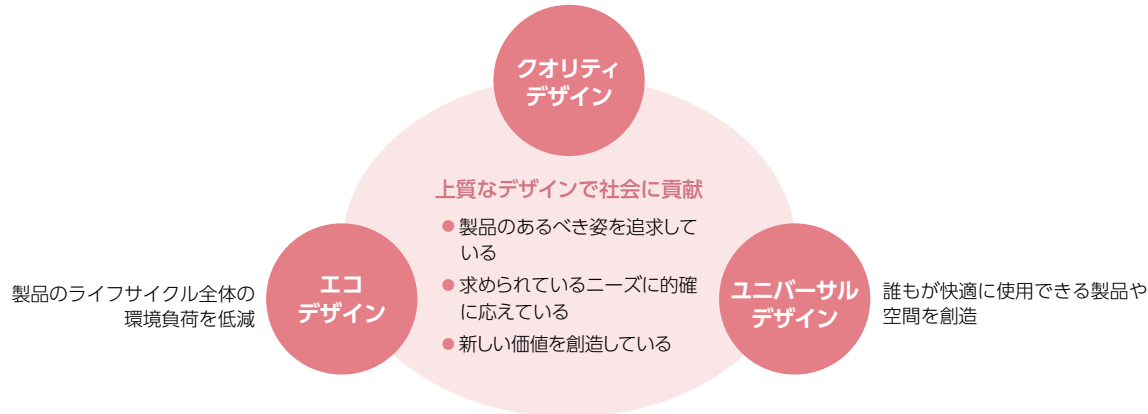 クオリティ
デザイン
上質なデザインで社会に貢献
● 製品のあるべき姿を追求して
いる
● 求められているニーズに的確
に応えている
● 新しい価値を創造している
製品のライフサイクル全体の
環境負荷を低減
エコ
デザイン
ユニバーサル
デザイン
誰もが快適に使用できる製品や
空間を創造